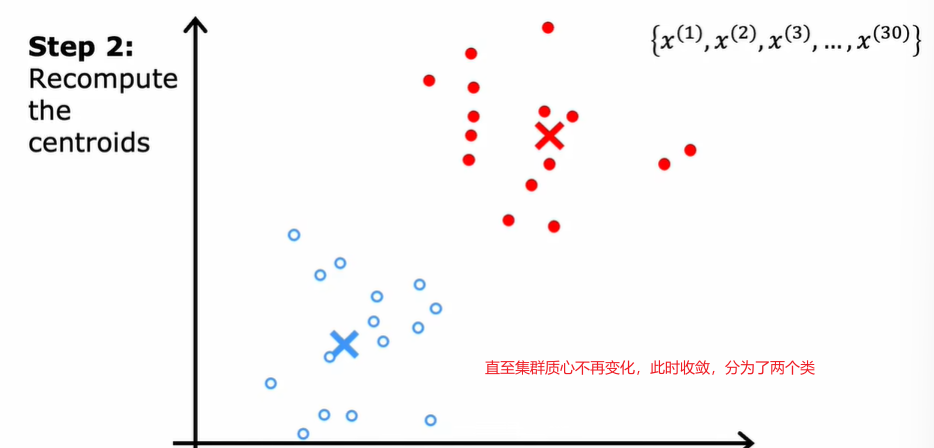 Step 2:
Recompute
the
centroids
{x⁽¹⁾, x⁽²⁾, x⁽³⁾, ..., x⁽³⁰⁾}
直至集群质心不再变化，此时收敛，分为了两个类